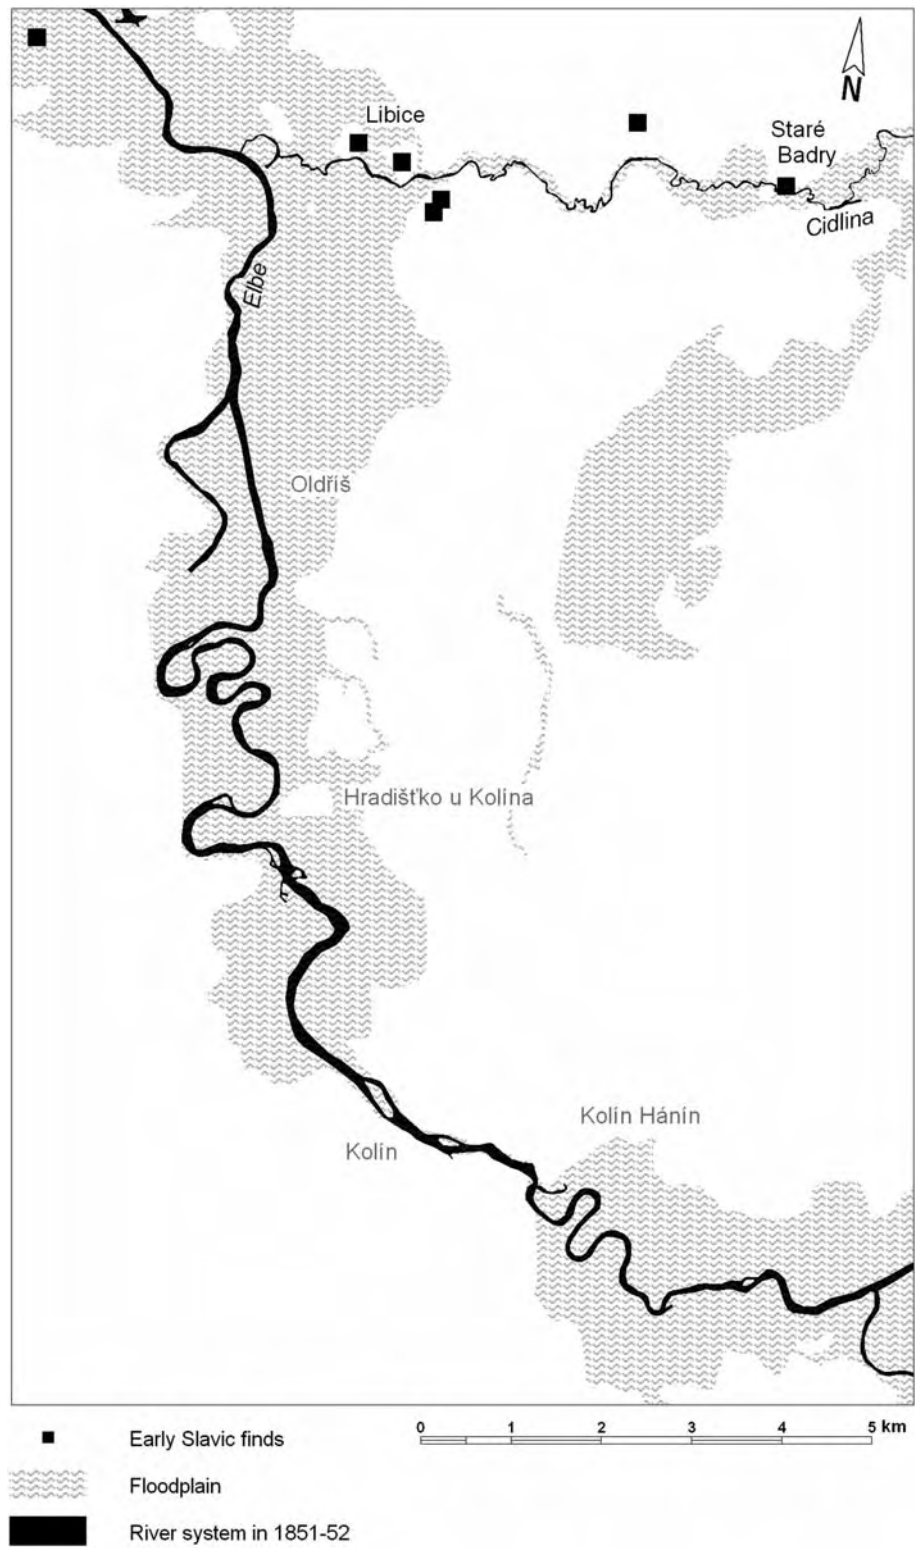 N
Libice
Staré
Badry
Cidlina
Elbe
Oldříš
Hradišťko u Kolína
Kolín Hánín
Kolín
Early Slavic finds
0 1 2 3 4 5 km
Floodplain
River system in 1851-52